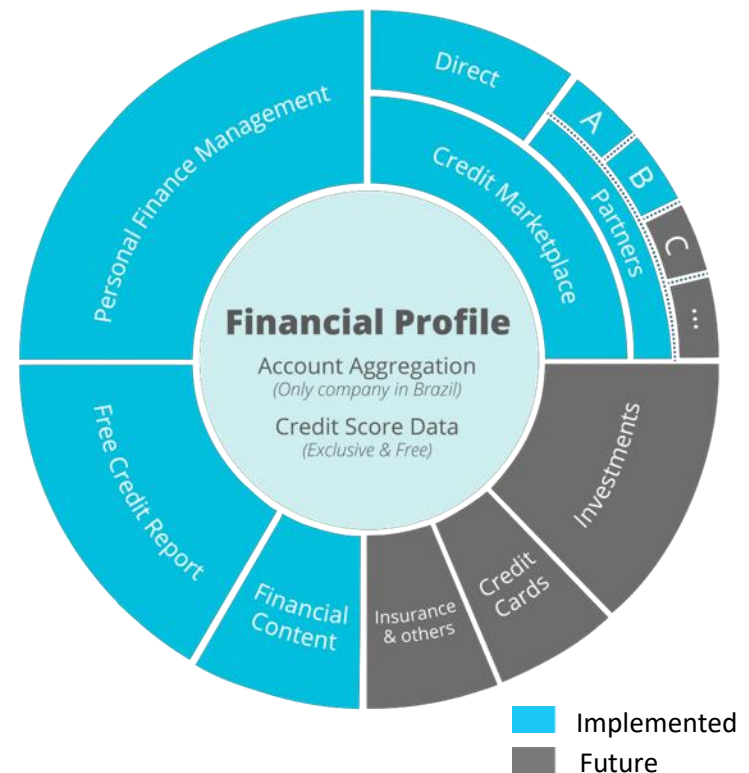 Direct
A
B
C
...
Partners
Credit Marketplace
Personal Finance Management
Financial Profile
Account Aggregation
(Only company in Brazil)
Credit Score Data
(Exclusive & Free)
Free Credit Report
Financial
Content
Insurance
& others
Credit
Cards
Investments
Implemented
Future